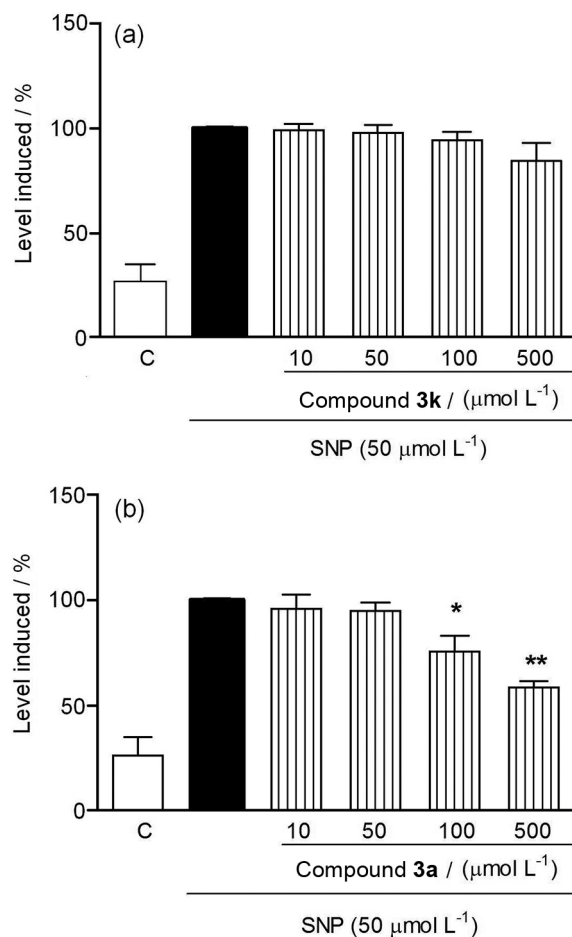 (a)
Level induced / %
150
100
50
0
C
10 50 100 500
Compound 3k / (μmol L⁻¹)
SNP (50 μmol L⁻¹)
(b)
Level induced / %
150
100
50
0
*
**
C
10 50 100 500
Compound 3a / (μmol L⁻¹)
SNP (50 μmol L⁻¹)